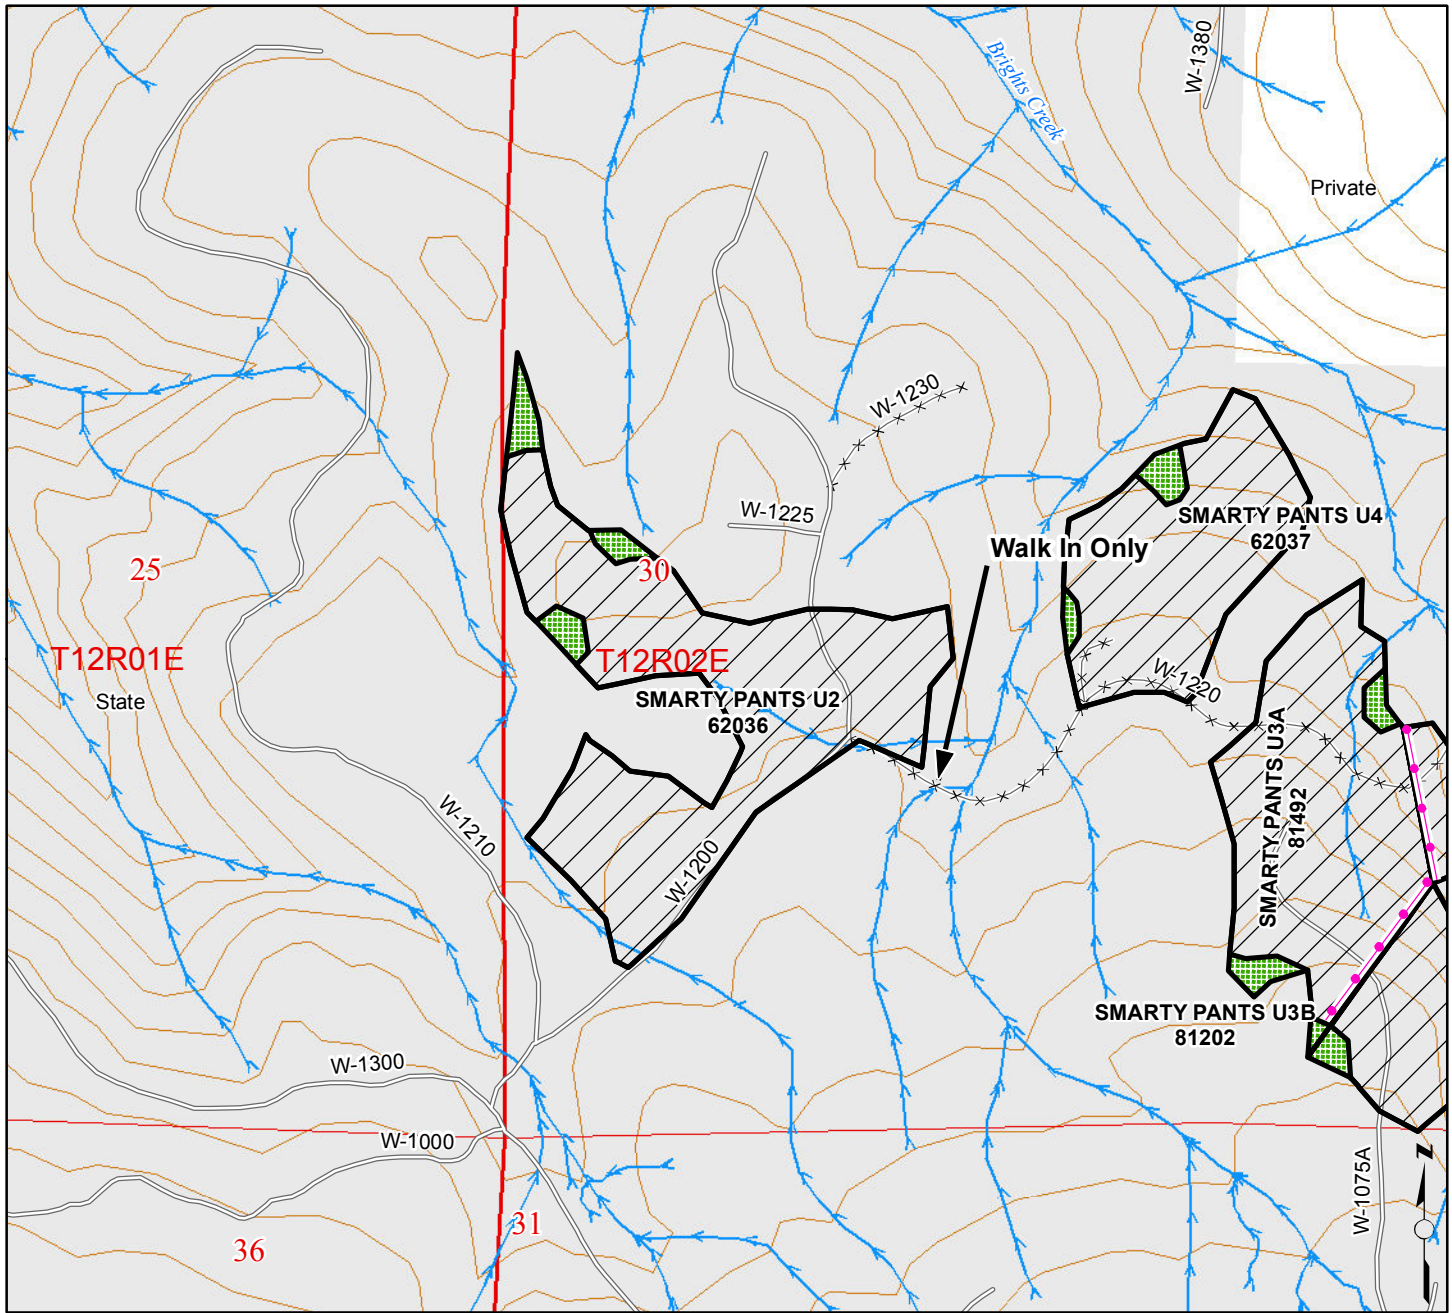 W-1380
Brights Creek
Private
W-1230
W-1225
SMARTY PANTS U4
62037
Walk In Only
25
30
T12R01E
State
T12R02E
SMARTY PANTS U2
62036
W-1220
SMARTY PANTS U3A
81492
W-1210
W-1200
SMARTY PANTS U3B
81202
W-1300
W-1000
W-1075A
N
31
36